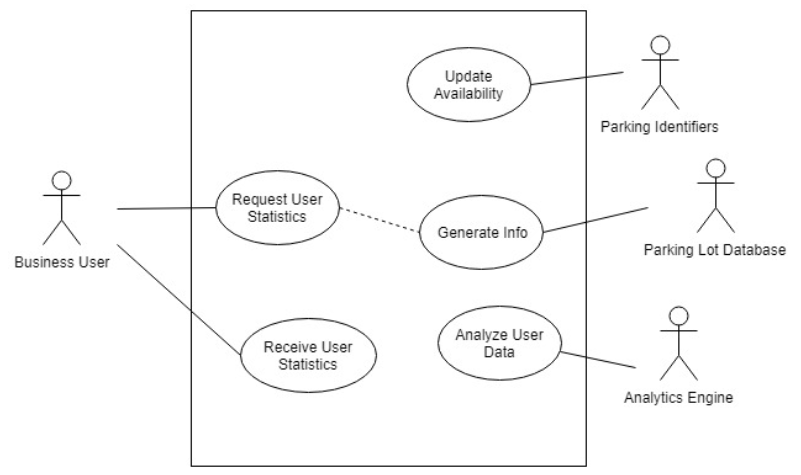 Update
Availability
Parking Identifiers
Request User
Statistics
Generate Info
Parking Lot Database
Business User
Receive User
Statistics
Analyze User
Data
Analytics Engine